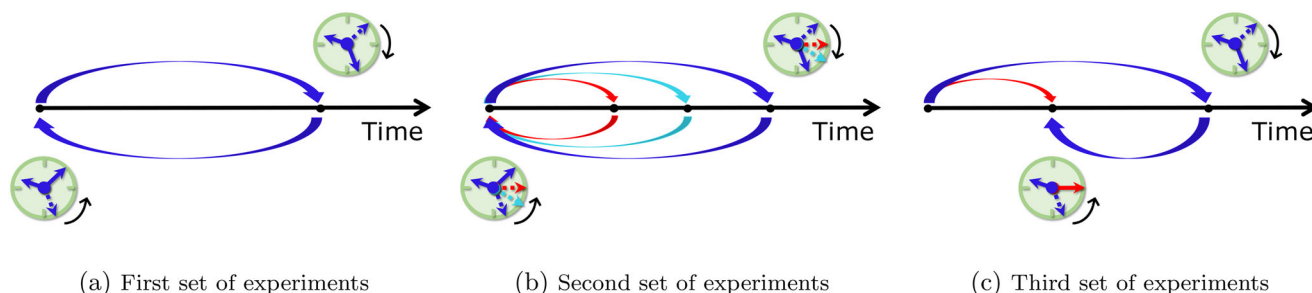 Time
Time
Time
(a) First set of experiments
(b) Second set of experiments
(c) Third set of experiments